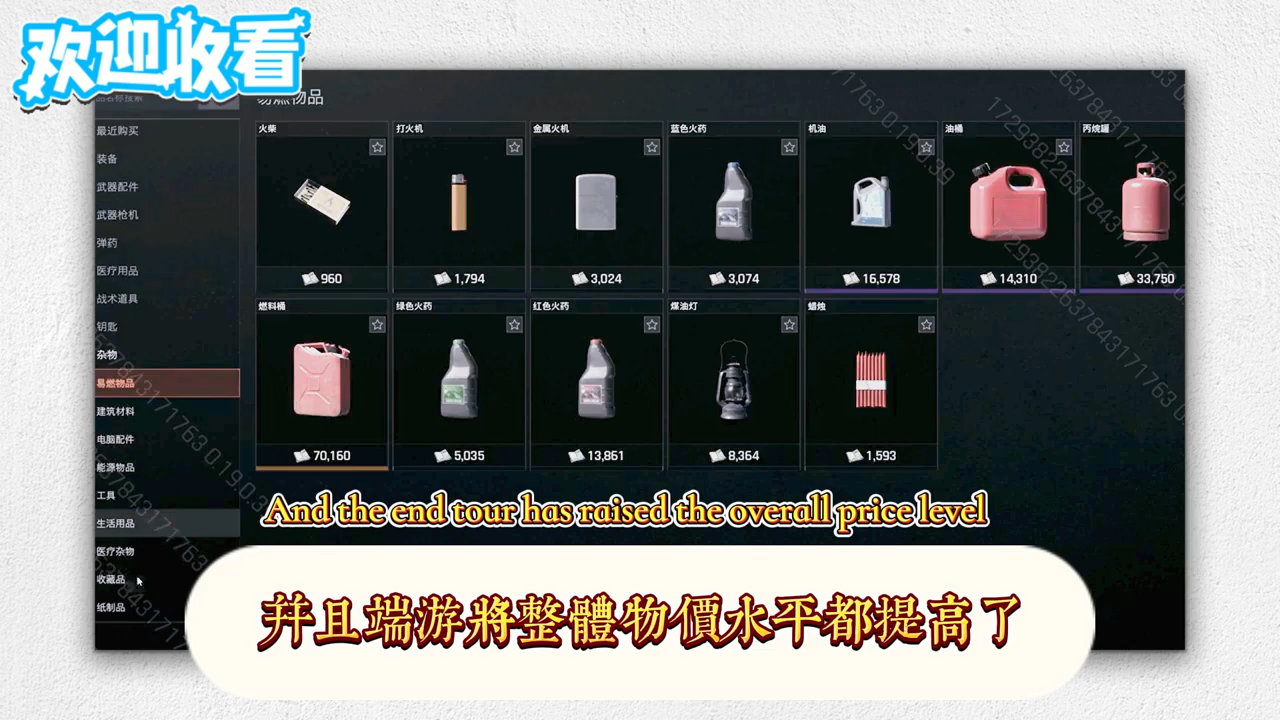 欢迎收看
易燃物品
最近购买
装备
武器配件
武器枪机
弹药
医疗用品
战术道具
钥匙
杂物
易燃物品
建筑材料
电脑配件
能源物品
工具
生活用品
医疗杂物
收藏品
纸制品
火柴
打火机
金属火机
蓝色火药
机油
油桶
丙烷罐
960
1,794
3,024
3,074
16,578
14,310
33,750
燃料桶
绿色火药
红色火药
煤油灯
蜡烛
70,160
5,035
13,861
8,364
1,593
And the end tour has raised the overall price level
并且端游將整體物價水平都提高了